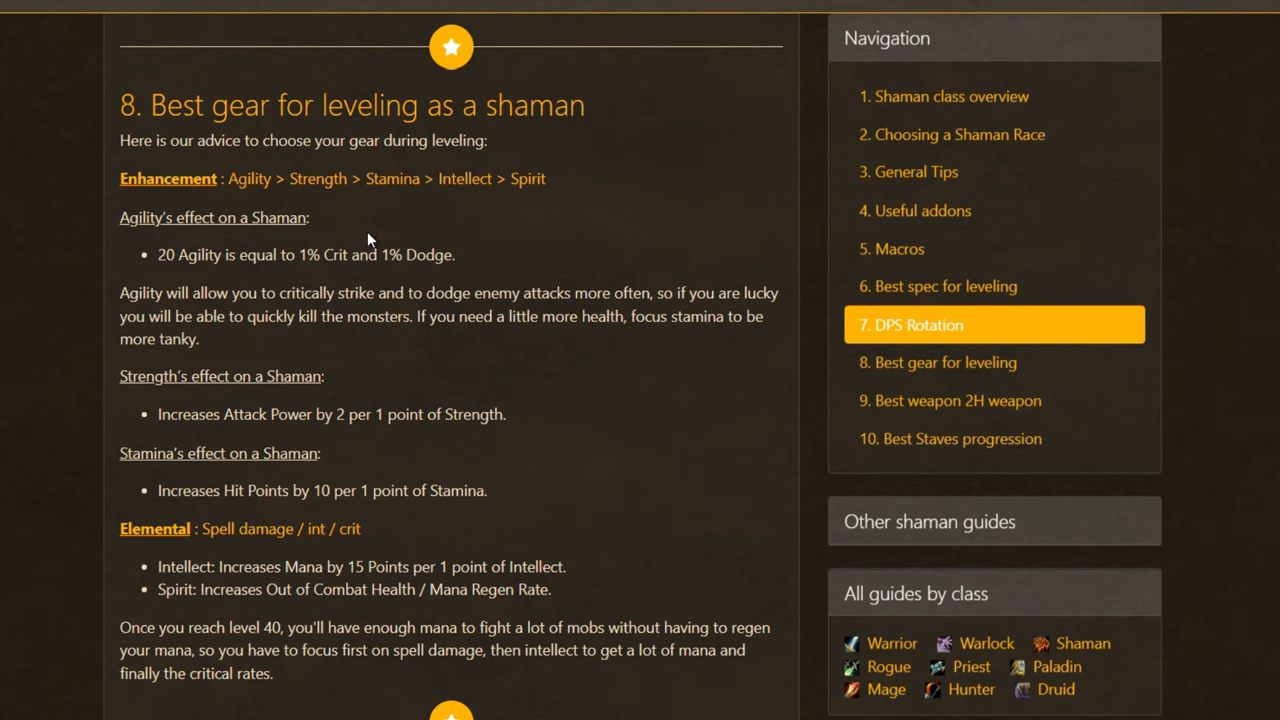 8. Best gear for leveling as a shaman
Here is our advice to choose your gear during leveling:
Enhancement : Agility > Strength > Stamina > Intellect > Spirit
Agility's effect on a Shaman:
• 20 Agility is equal to 1% Crit and 1% Dodge.
Agility will allow you to critically strike and to dodge enemy attacks more often, so if you are lucky
you will be able to quickly kill the monsters. If you need a little more health, focus stamina to be
more tanky.
Strength's effect on a Shaman:
• Increases Attack Power by 2 per 1 point of Strength.
Stamina's effect on a Shaman:
• Increases Hit Points by 10 per 1 point of Stamina.
Elemental : Spell damage / int / crit
• Intellect: Increases Mana by 15 Points per 1 point of Intellect.
• Spirit: Increases Out of Combat Health / Mana Regen Rate.
Once you reach level 40, you'll have enough mana to fight a lot of mobs without having to regen
your mana, so you have to focus first on spell damage, then intellect to get a lot of mana and
finally the critical rates.
Navigation
1. Shaman class overview
2. Choosing a Shaman Race
3. General Tips
4. Useful addons
5. Macros
6. Best spec for leveling
7. DPS Rotation
8. Best gear for leveling
9. Best weapon 2H weapon
10. Best Staves progression
Other shaman guides
All guides by class
Warrior Warlock Shaman
Rogue Priest Paladin
Mage Hunter Druid